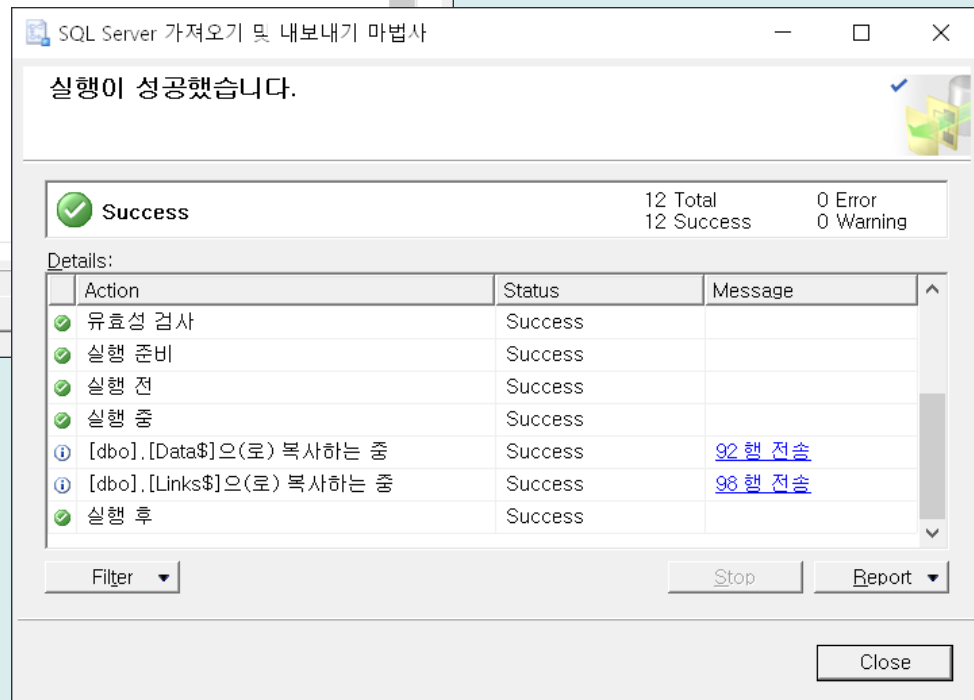 SQL Server 가져오기 및 내보내기 마법사
실행이 성공했습니다.
Success
12 Total
0 Error
12 Success
0 Warning
Details:
Action Status Message
유효성 검사 Success
실행 준비 Success
실행 전 Success
실행 중 Success
[dbo].[Data$]으(로) 복사하는 중 Success 92 행 전송
[dbo].[Links$]으(로) 복사하는 중 Success 98 행 전송
실행 후 Success
Filter Stop Report
Close